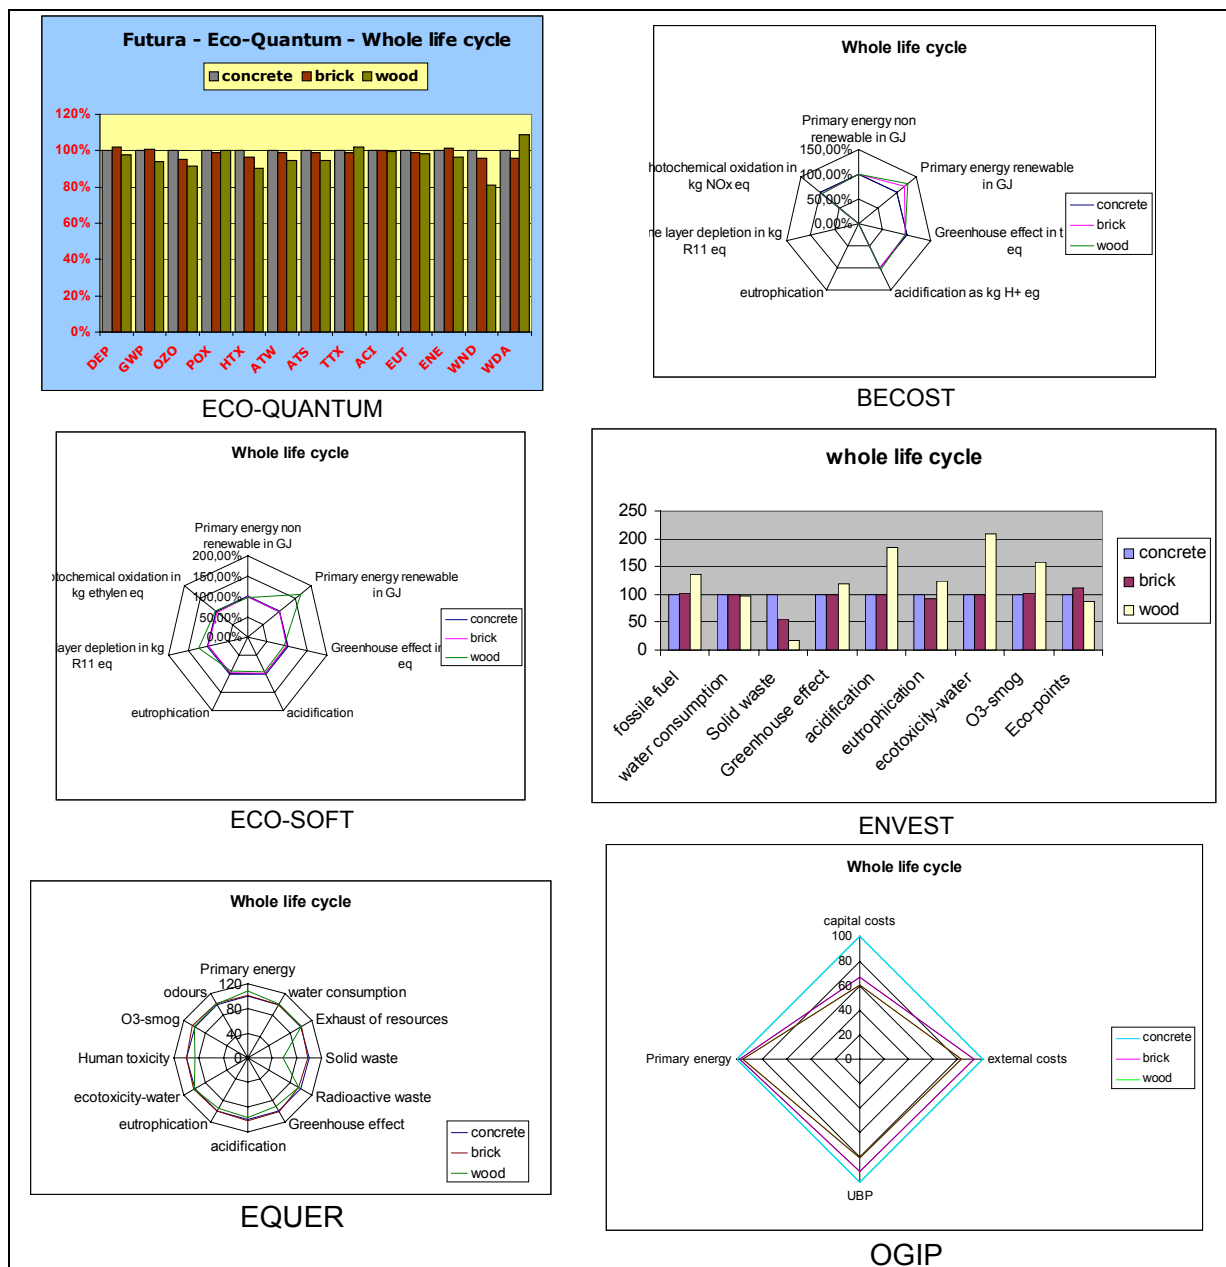 Futura - Eco-Quantum - Whole life cycle
concrete brick wood
120%
100%
80%
60%
40%
20%
0%
DEP GWP OZO POX HTX ATW ATS TTX ACI EUT ENE WND WDA
ECO-QUANTUM
Whole life cycle
Primary energy non
renewable in GJ
150,00%
100,00%
50,00%
0,00%
hotochemical oxidation in
kg NOx eq
Primary energy renewable
in GJ
ne layer depletion in kg
R11 eq
Greenhouse effect in t
eq
eutrophication
acidification as kg H+ eg
concrete
brick
wood
BECOST
Whole life cycle
Primary energy non
renewable in GJ
200,00%
150,00%
100,00%
50,00%
0,00%
otochemical oxidation in
kg ethylen eq
Primary energy renewable
in GJ
layer depletion in kg
R11 eq
Greenhouse effect in
eq
eutrophication
acidification
concrete
brick
wood
ECO-SOFT
whole life cycle
250
200
150
100
50
0
fossile fuel
water consumption
Solid waste
Greenhouse effect
acidification
eutrophication
ecotoxicity-water
O3-smog
Eco-points
concrete
brick
wood
ENVEST
Whole life cycle
Primary energy
120
80
40
0
odours
water consumption
O3-smog
Exhaust of resources
Human toxicity
Solid waste
ecotoxicity-water
Radioactive waste
eutrophication
Greenhouse effect
acidification
concrete
brick
wood
EQUER
Whole life cycle
capital costs
100
80
60
40
20
0
Primary energy
external costs
UBP
concrete
brick
wood
OGIP